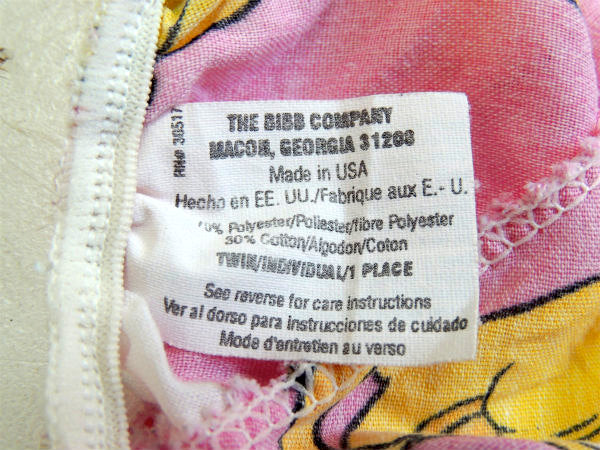 THE BIBB COMPANY
MACON, GEORGIA 31208
Made in USA
Hecho en EE. UU./Fabrique aux E.- U.
Polyester/Poliester/fibre Polyester
50% Cotton/Algodon/Coton
TWIN/INDIVIDUAL/1 PLACE
See reverse for care instructions
Ver al dorso para instrucciones de cuidado
Mode d'entretien au verso
RN# 30517